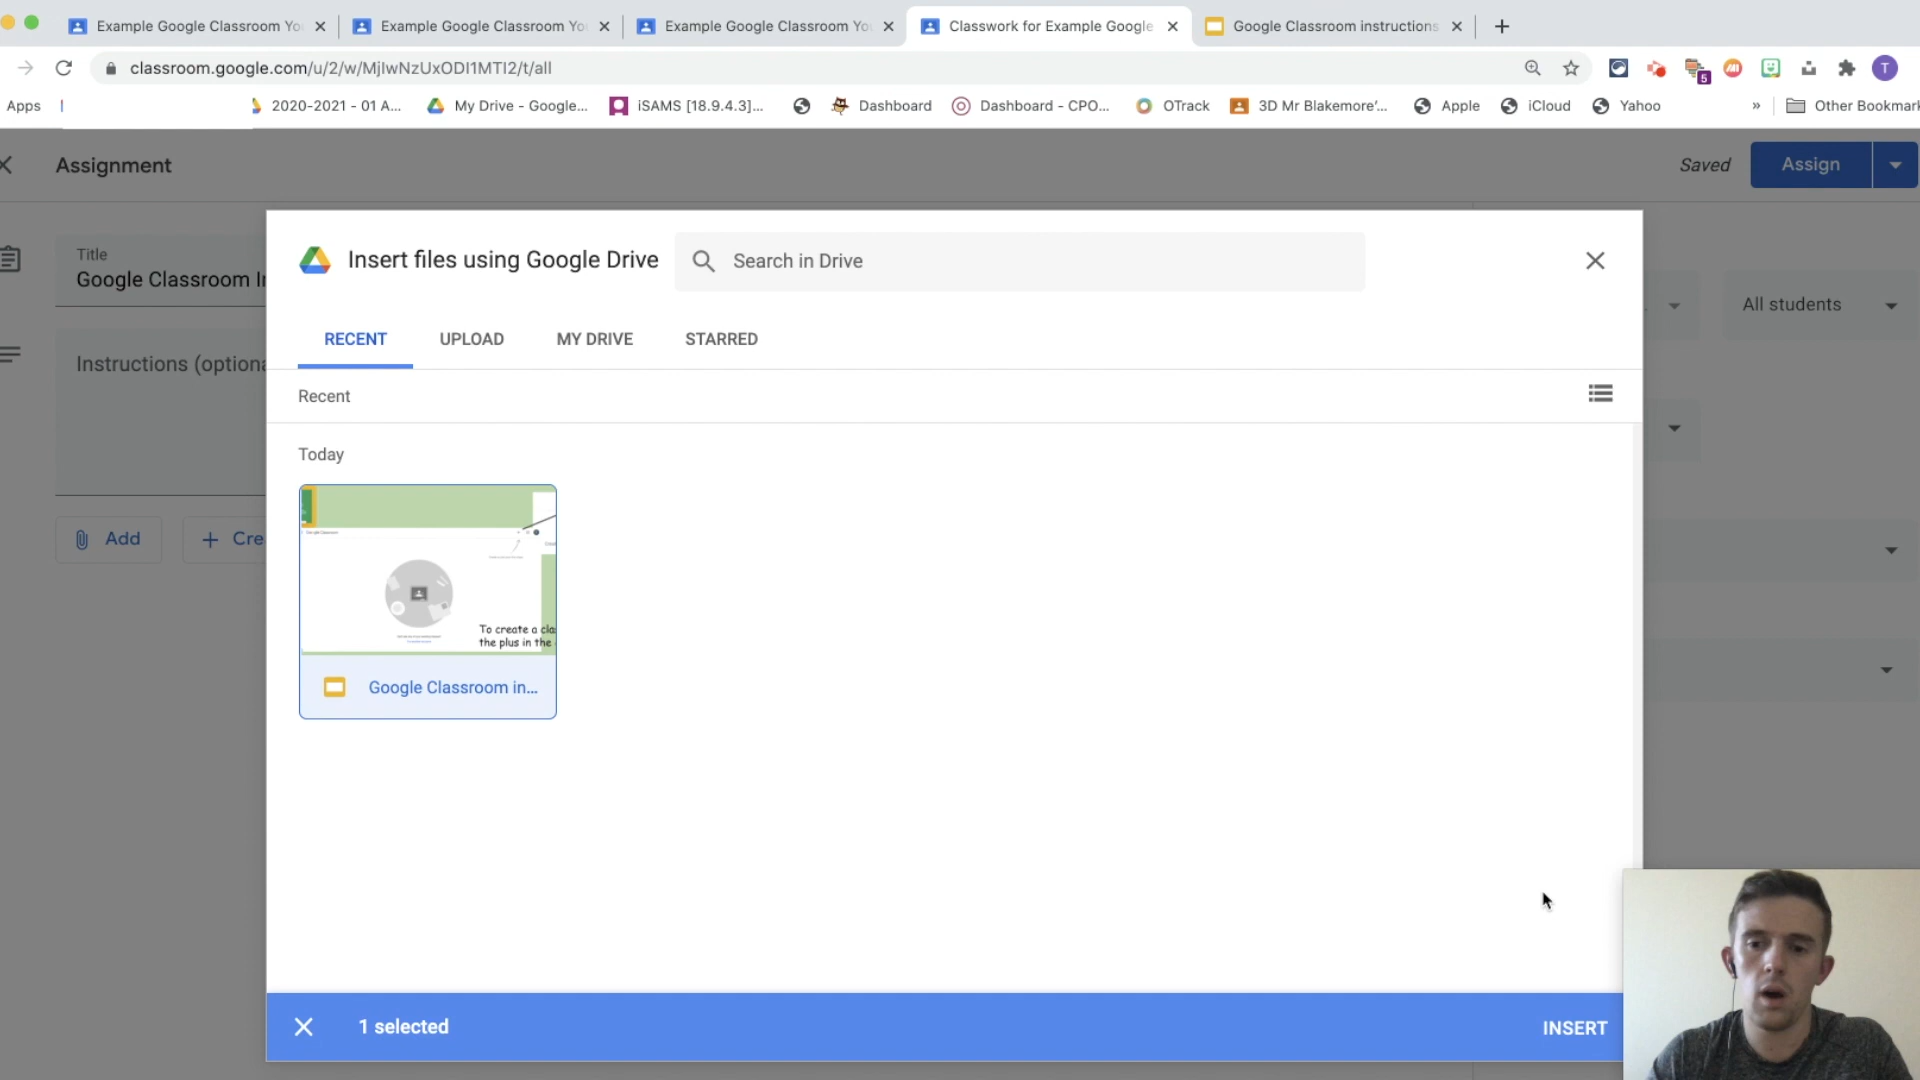 Example Google Classroom Yo
Example Google Classroom Yo
Example Google Classroom Yo
Classwork for Example Google
Google Classroom instructions
classroom.google.com/u/2/w/MjIwNzUxODI1MTI2/t/all
5
T
Apps
2020-2021 - 01 A...
My Drive - Google...
iSAMS [18.9.4.3]...
Dashboard
Dashboard - CPO...
OTrack
3D Mr Blakemore'...
Apple
iCloud
Yahoo
»
Other Bookmar
Assignment
Saved
Assign
Title
Google Classroom I
Instructions (optiona
Add
+ Cre
All students
Insert files using Google Drive
Search in Drive
RECENT
UPLOAD
MY DRIVE
STARRED
Recent
Today
To create a cla
the plus in the
Google Classroom in...
1 selected
INSERT